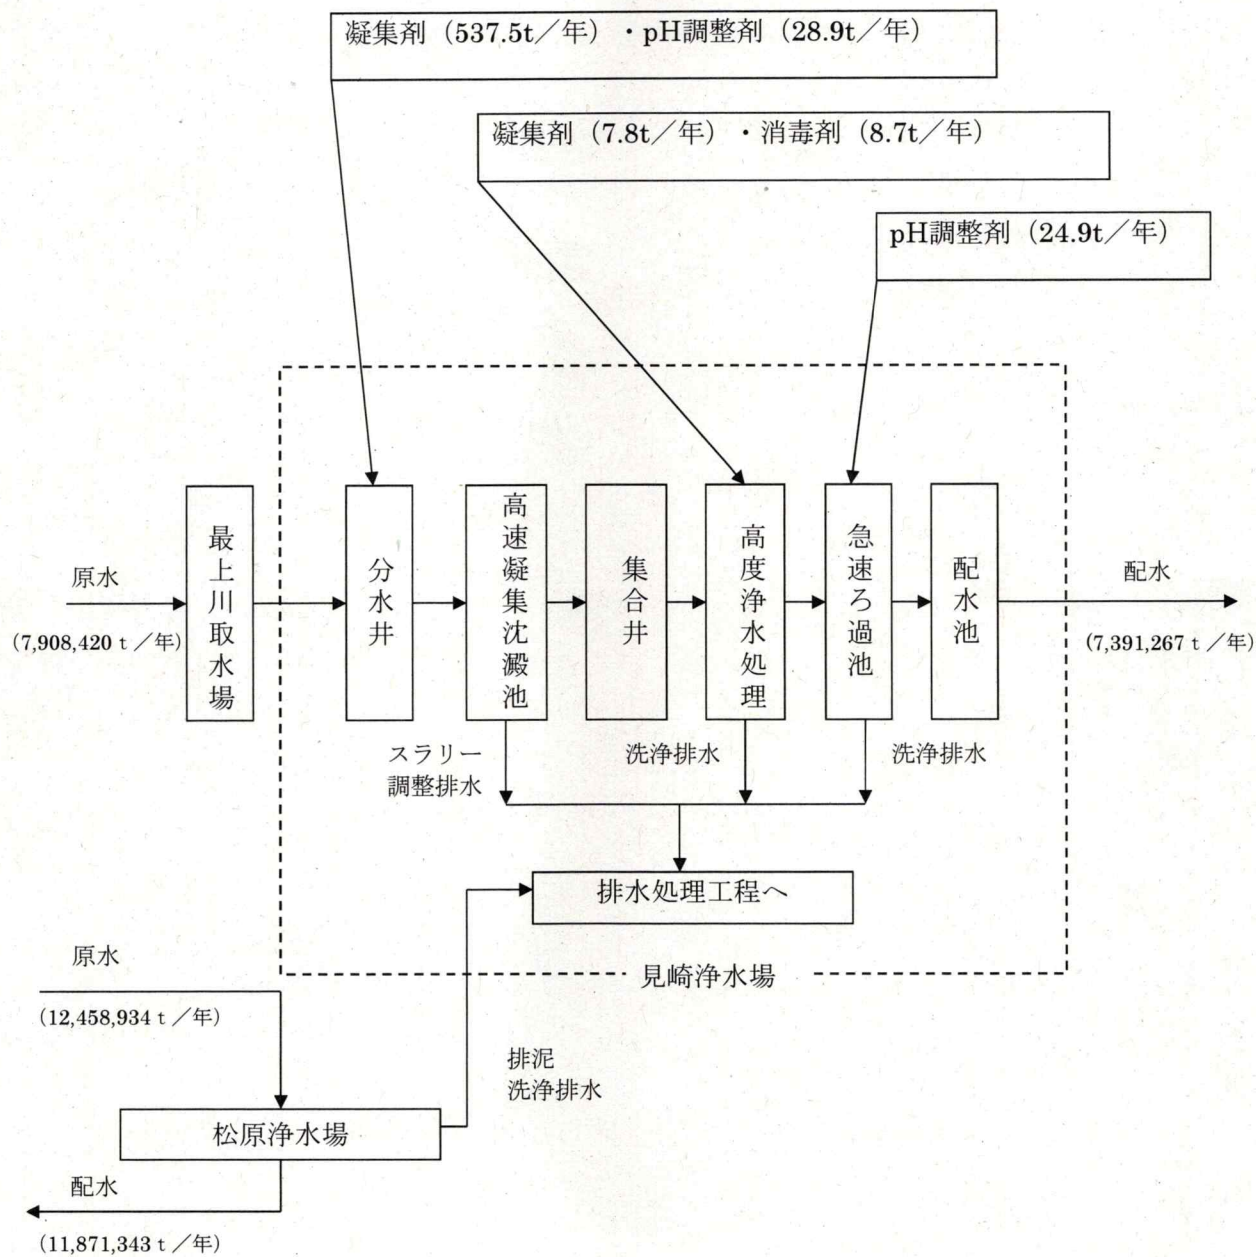 凝集剤（537.5t／年）・pH調整剤（28.9t／年）
凝集剤（7.8t／年）・消毒剤（8.7t／年）
pH調整剤（24.9t／年）
原水
（7,908,420ｔ／年）
最上川取水場
分水井
高速凝集沈澱池
集合井
高度浄水処理
急速ろ過池
配水池
配水
（7,391,267ｔ／年）
スラリー
調整排水
洗浄排水
洗浄排水
排水処理工程へ
見崎浄水場
原水
（12,458,934ｔ／年）
排泥
洗浄排水
松原浄水場
配水
（11,871,343ｔ／年）